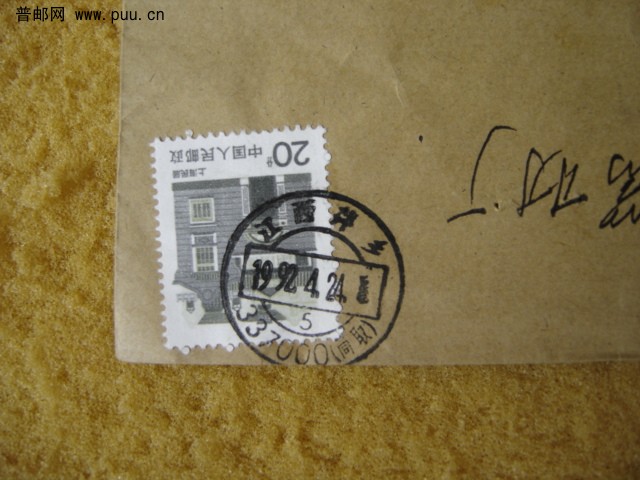 普邮网 www.puu.cn
20分 中国人民邮政
上海民居
江西萍乡
1992.4.24.
5
337000